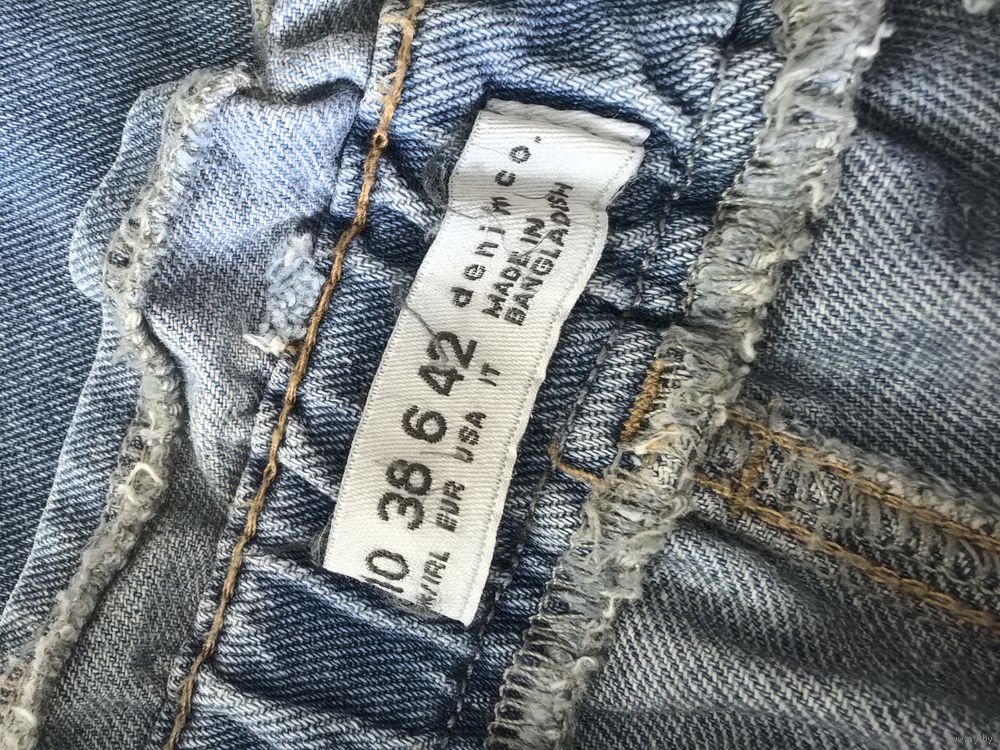 denim co.
MADE IN
BANGLADESH
10 38 6 42
K/IRL EUR USA IT